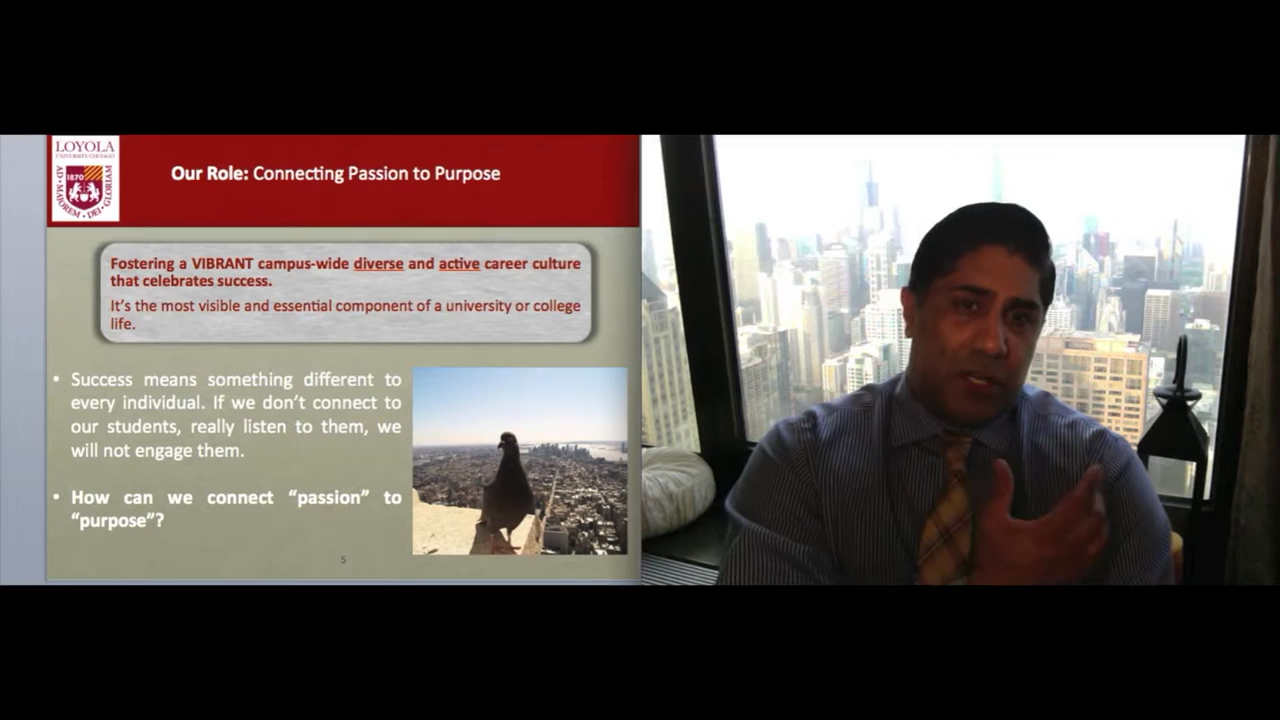 LOYOLA
UNIVERSITY CHICAGO
1870
AD • MAJOREM • DEI • GLORIAM
Our Role: Connecting Passion to Purpose
Fostering a VIBRANT campus-wide diverse and active career culture
that celebrates success.
It's the most visible and essential component of a university or college
life.
• Success means something different to
every individual. If we don't connect to
our students, really listen to them, we
will not engage them.
• How can we connect “passion” to
“purpose”?
5